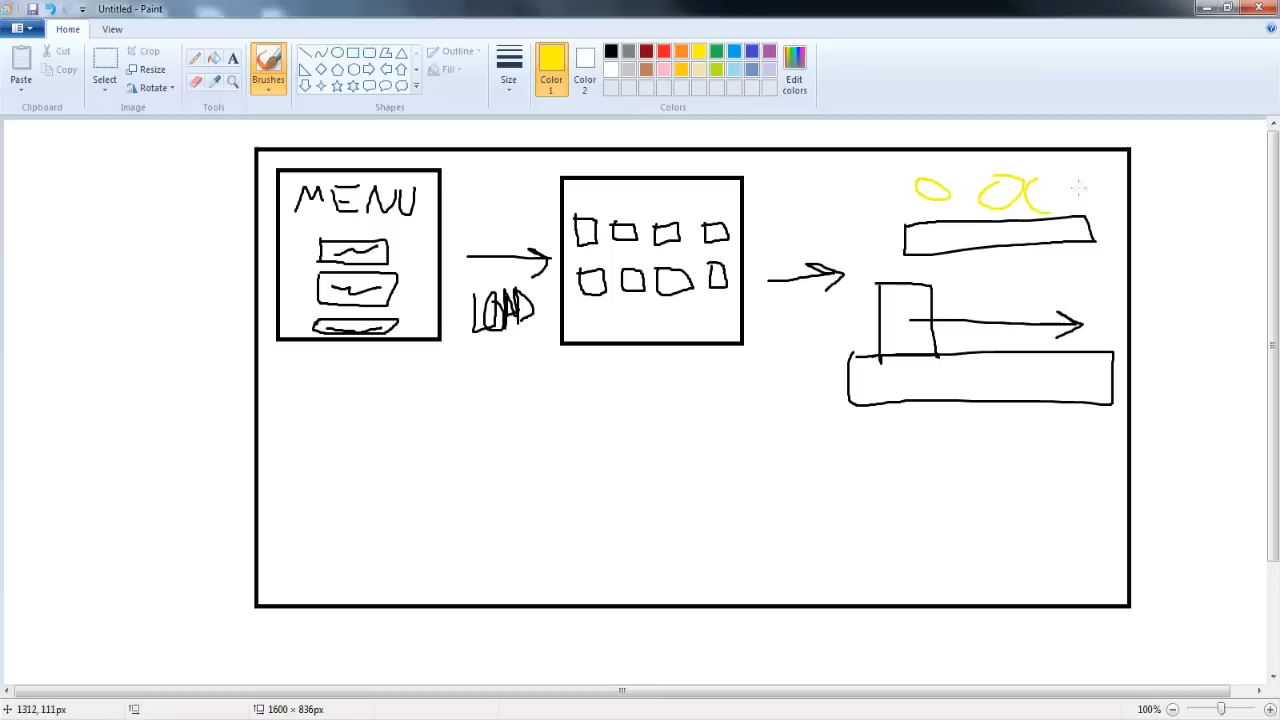 Untitled - Paint
Home View
Paste
Cut
Copy
Clipboard
Select
Crop
Resize
Rotate
Image
A
Tools
Brushes
Outline
Fill
Shapes
Size
Color 1
Color 2
Edit colors
Colors
MENU
LOAD
1312, 111px
1600 × 836px
100%